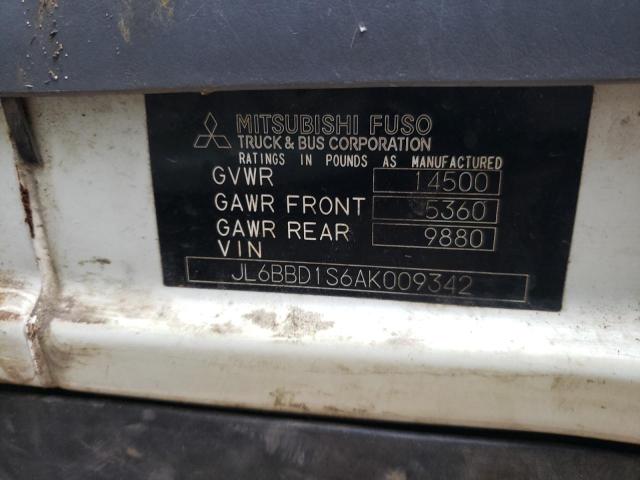 MITSUBISHI FUSO
TRUCK & BUS CORPORATION
RATINGS IN POUNDS AS MANUFACTURED
GVWR 14500
GAWR FRONT 5360
GAWR REAR 9880
VIN
JL6BBD1S6AK009342